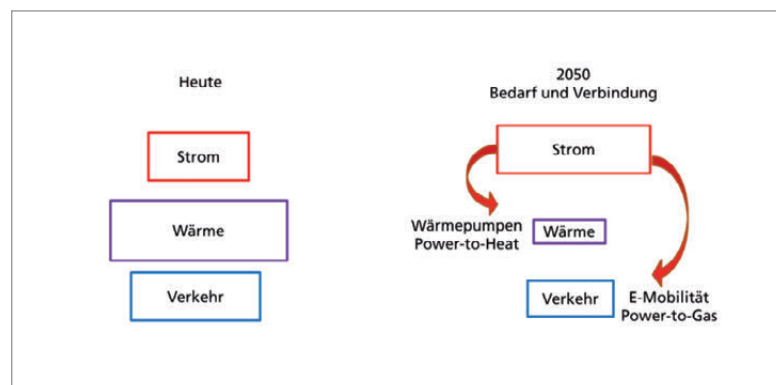 Heute
Strom
Wärme
Verkehr
2050
Bedarf und Verbindung
Strom
Wärmepumpen
Power-to-Heat
Wärme
Verkehr
E-Mobilität
Power-to-Gas